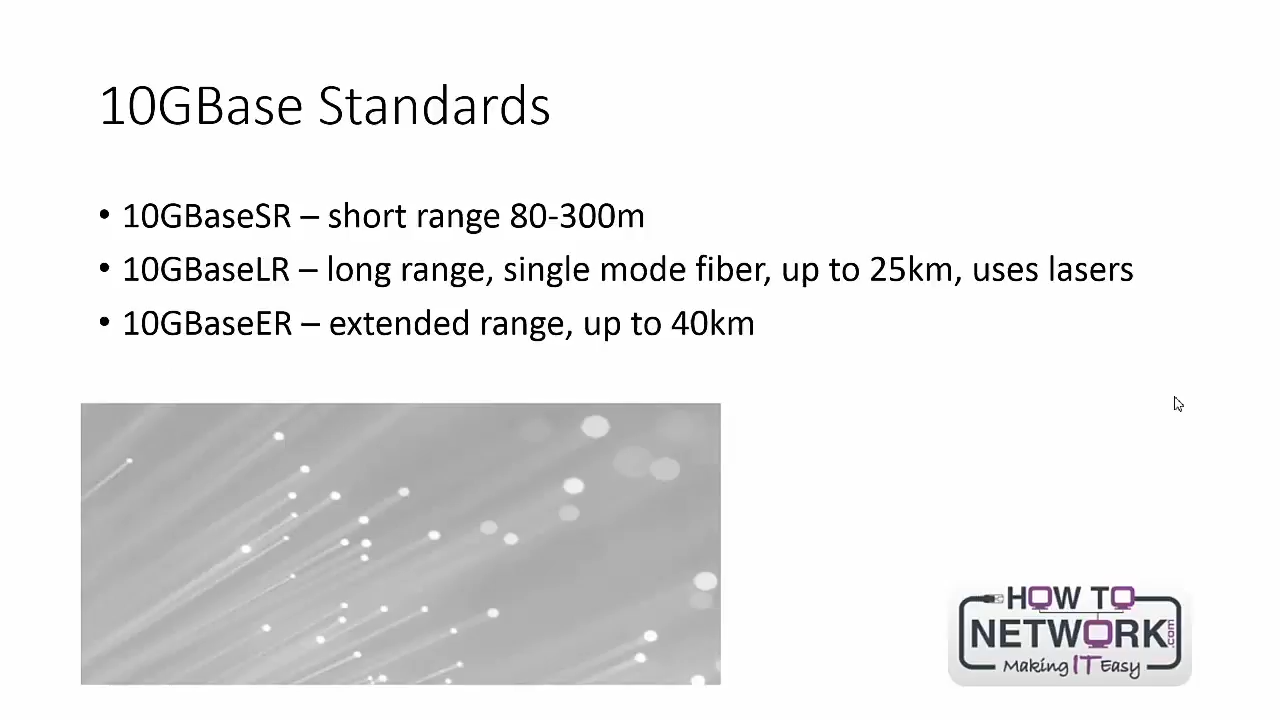 10GBase Standards
• 10GBaseSR – short range 80-300m
• 10GBaseLR – long range, single mode fiber, up to 25km, uses lasers
• 10GBaseER – extended range, up to 40km
HOW TO
NETWORK.com
Making IT Easy